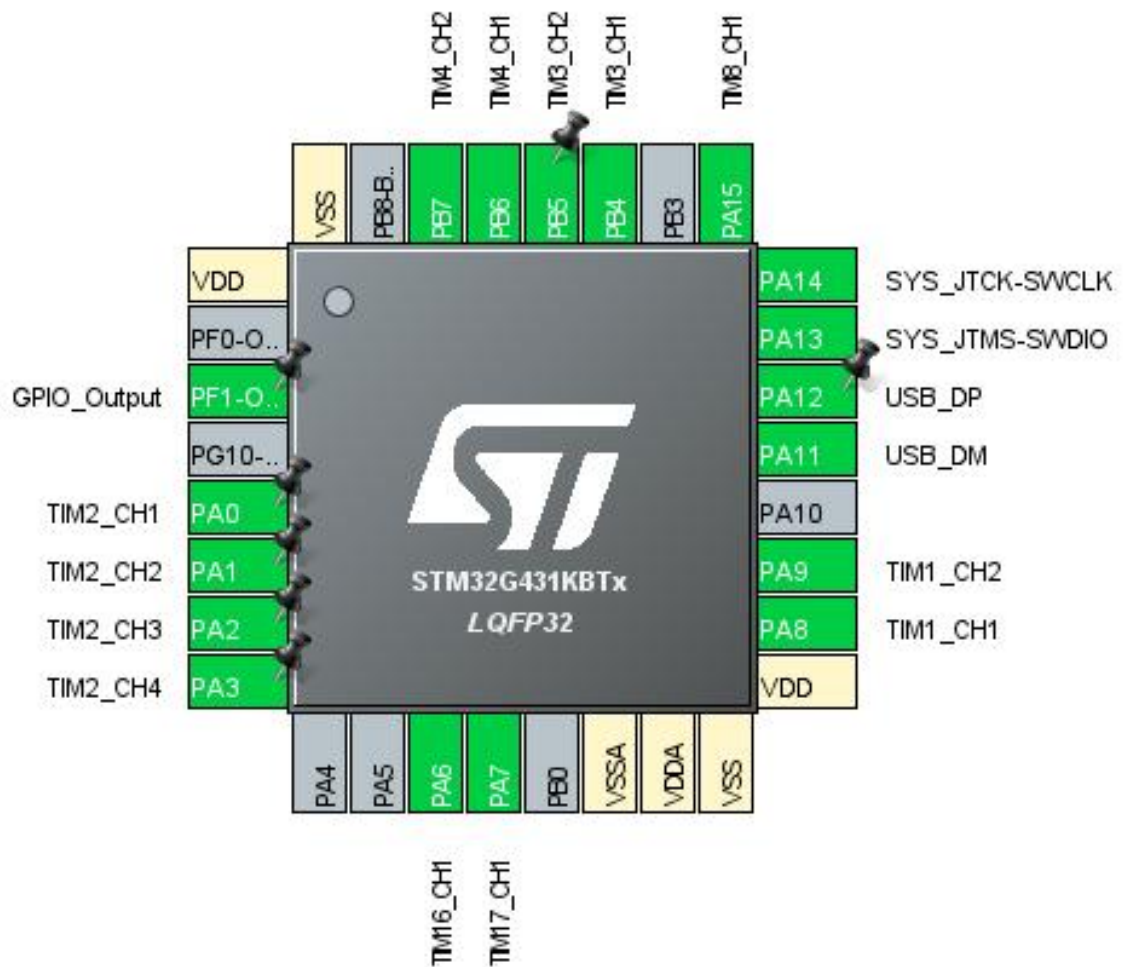 TIM4_CH2
TIM4_CH1
TIM3_CH2
TIM3_CH1
TIM8_CH1
VSS
PB8-B..
PB7
PB6
PB5
PB4
PB3
PA15
VDD
PF0-O..
GPIO_Output PF1-O..
PG10-..
TIM2_CH1 PA0
TIM2_CH2 PA1
TIM2_CH3 PA2
TIM2_CH4 PA3
PA14 SYS_JTCK-SWCLK
PA13 SYS_JTMS-SWDIO
PA12 USB_DP
PA11 USB_DM
PA10
PA9 TIM1_CH2
PA8 TIM1_CH1
VDD
ST
STM32G431KBTx
LQFP32
PA4
PA5
PA6
PA7
PB0
VSSA
VDDA
VSS
TIM16_CH1
TIM17_CH1